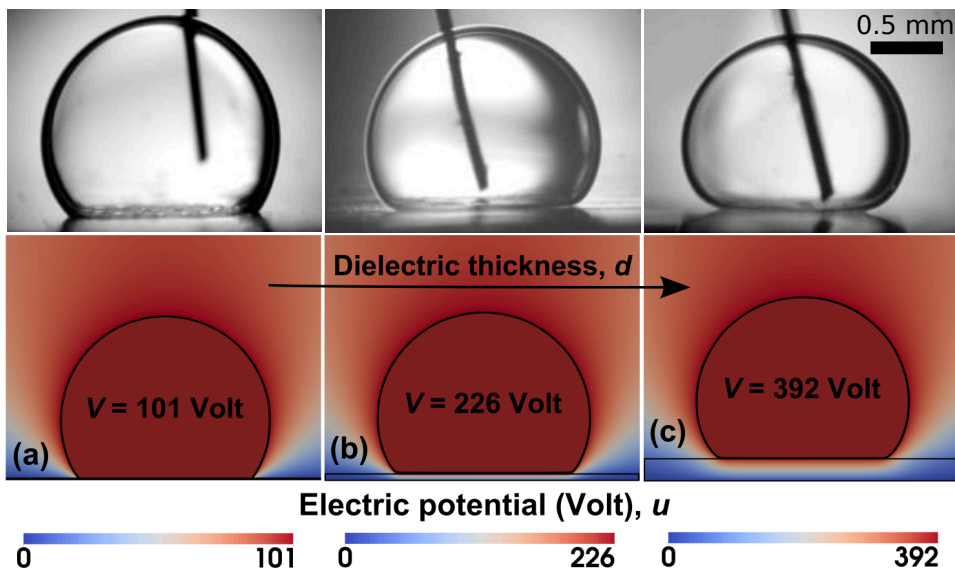 0.5 mm
Dielectric thickness, d
V = 101 Volt
V = 226 Volt
V = 392 Volt
(a)
(b)
(c)
Electric potential (Volt), u
0 101
0 226
0 392